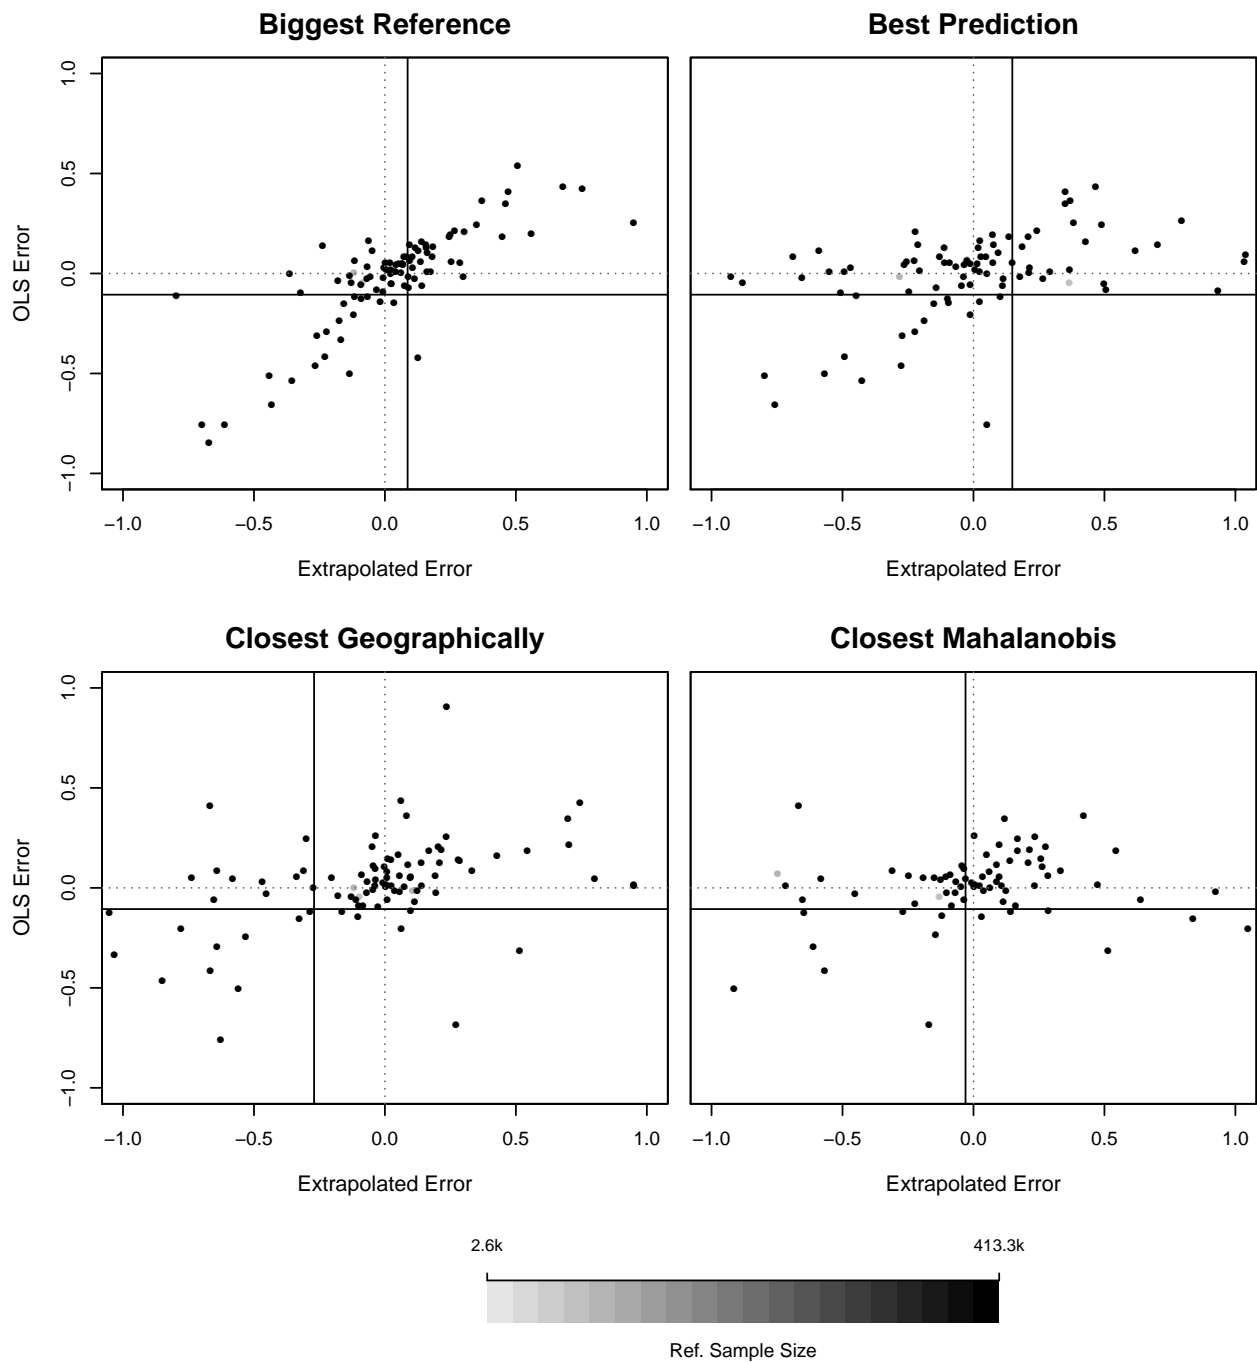 Biggest Reference
Best Prediction
1.0
0.5
0.0
−0.5
−1.0
OLS Error
−1.0 −0.5 0.0 0.5 1.0
−1.0 −0.5 0.0 0.5 1.0
Extrapolated Error
Extrapolated Error
Closest Geographically
Closest Mahalanobis
1.0
0.5
0.0
−0.5
−1.0
OLS Error
−1.0 −0.5 0.0 0.5 1.0
−1.0 −0.5 0.0 0.5 1.0
Extrapolated Error
Extrapolated Error
2.6k 413.3k
Ref. Sample Size